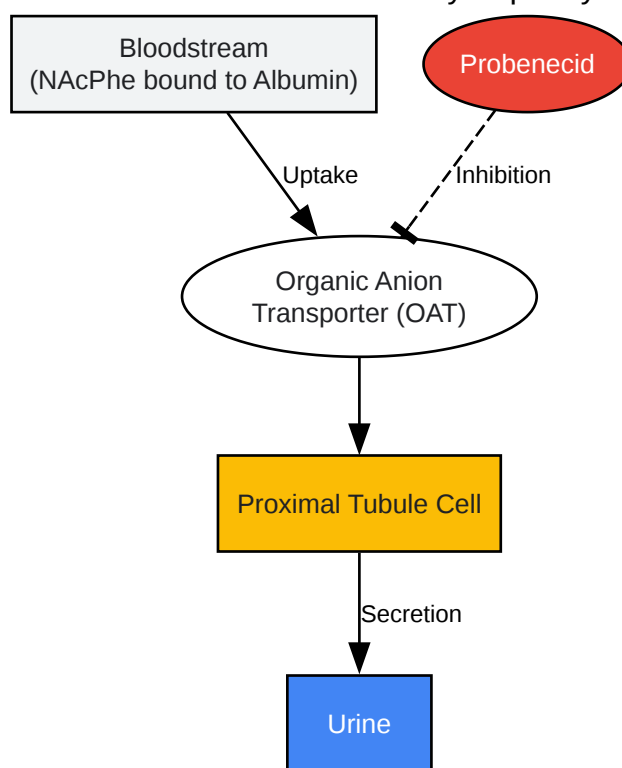 Bloodstream
(NAcPhe bound to Albumin)
Probenecid
Uptake
Inhibition
Organic Anion
Transporter (OAT)
Proximal Tubule Cell
Secretion
Urine